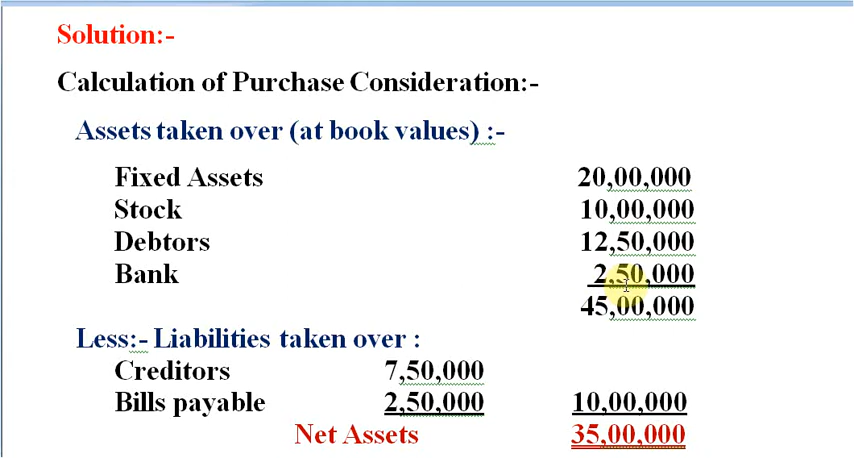 Solution:-
Calculation of Purchase Consideration:-
Assets taken over (at book values) :-
Fixed Assets 20,00,000
Stock 10,00,000
Debtors 12,50,000
Bank 2,50,000
45,00,000
Less:- Liabilities taken over :
Creditors 7,50,000
Bills payable 2,50,000 10,00,000
Net Assets 35,00,000